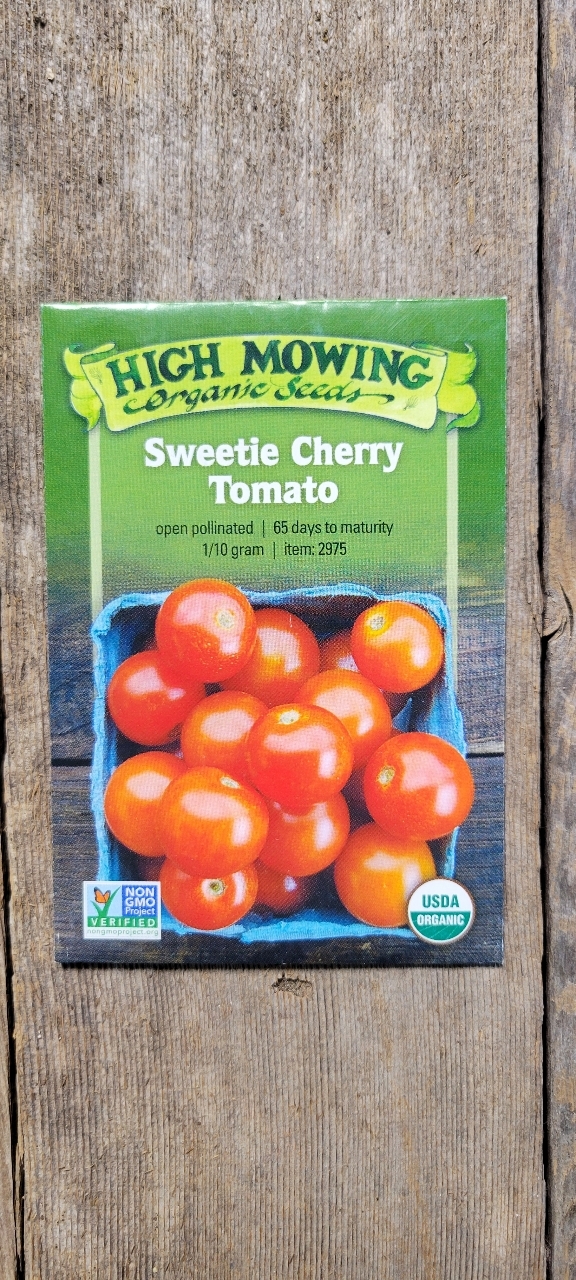 HIGH MOWING
Organic Seeds
Sweetie Cherry
Tomato
open pollinated | 65 days to maturity
1/10 gram | item: 2975
NON
GMO
Project
VERIFIED
nongmoproject.org
USDA
ORGANIC